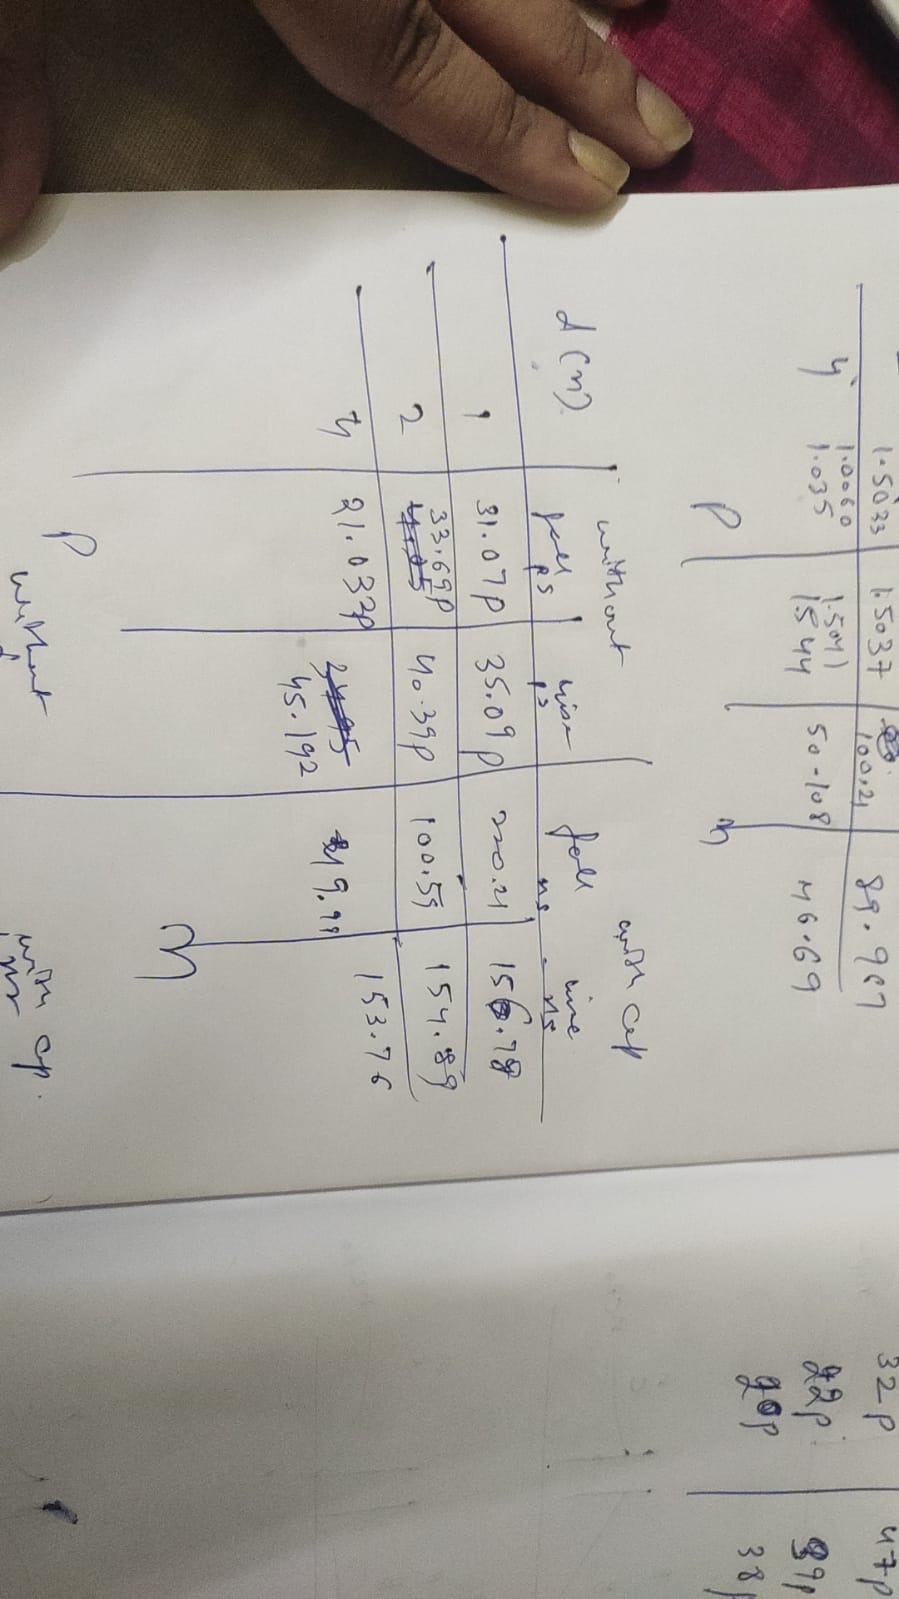 1.5033 1.5037 100.21 89.967
4 1.0060 1.5041 50.108 46.69
1.035 1544
P n
32p 47p
22p 39p
20p 38p
without with cap
d (n) fall rise fall rise
ps ps ns ns
1 31.07p 35.09p 220.21 156.78
2 33.69p 40.39p 100.59 154.89
4 21.032p 45.192 49.99 153.76
n
P
without with cap.
ns